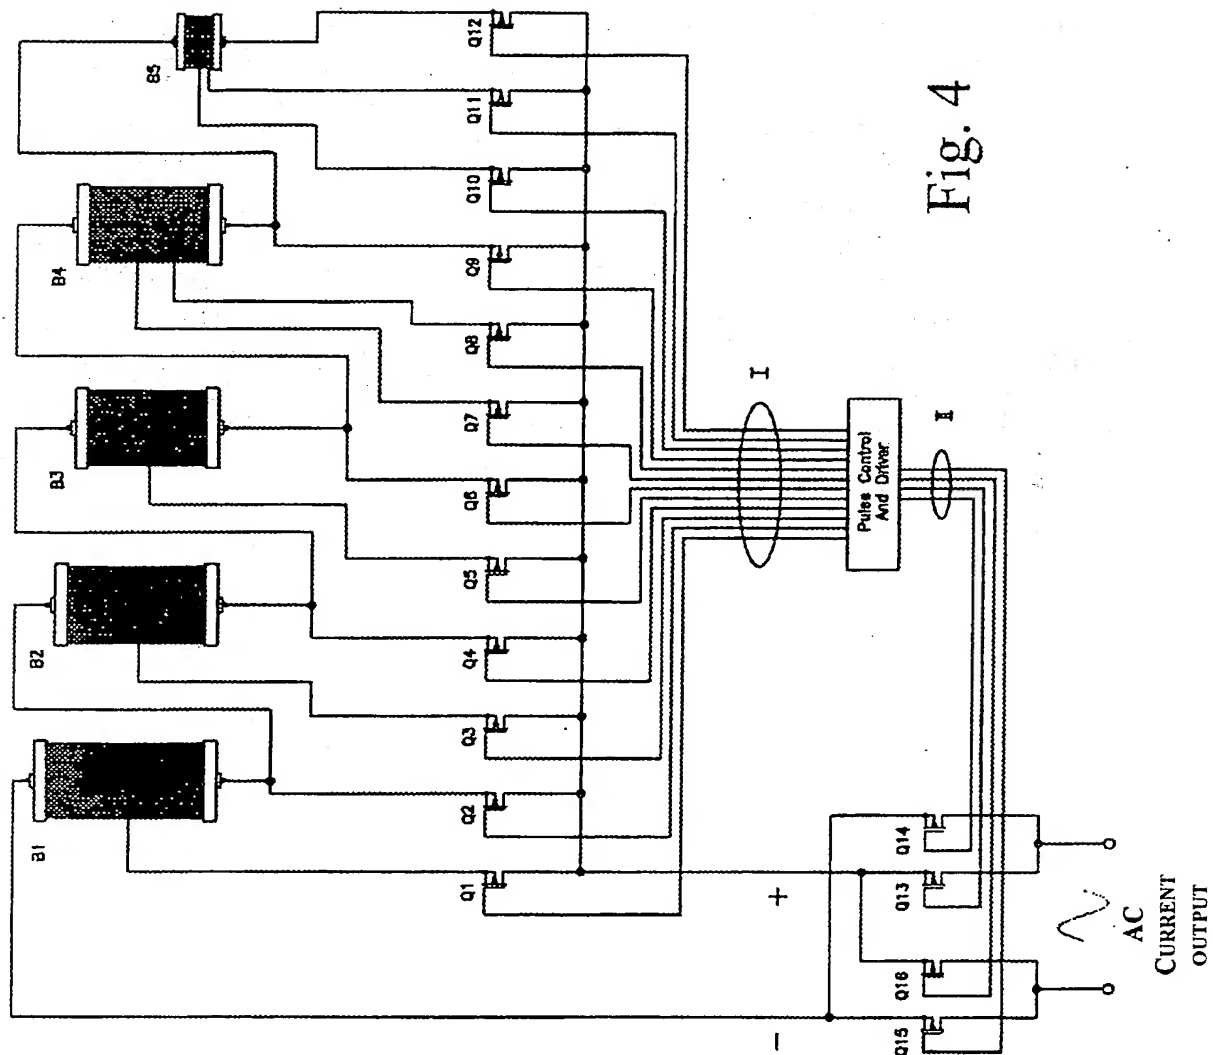 B5
B4
B3
B2
B1
Q12
Q11
Q10
Q9
Q8
Q7
Q6
Q5
Q4
Q3
Q2
Q1
Fig. 4
I
Pulse Control
And Driver
II
+
-
Q14
Q13
Q16
Q15
AC
CURRENT
OUTPUT